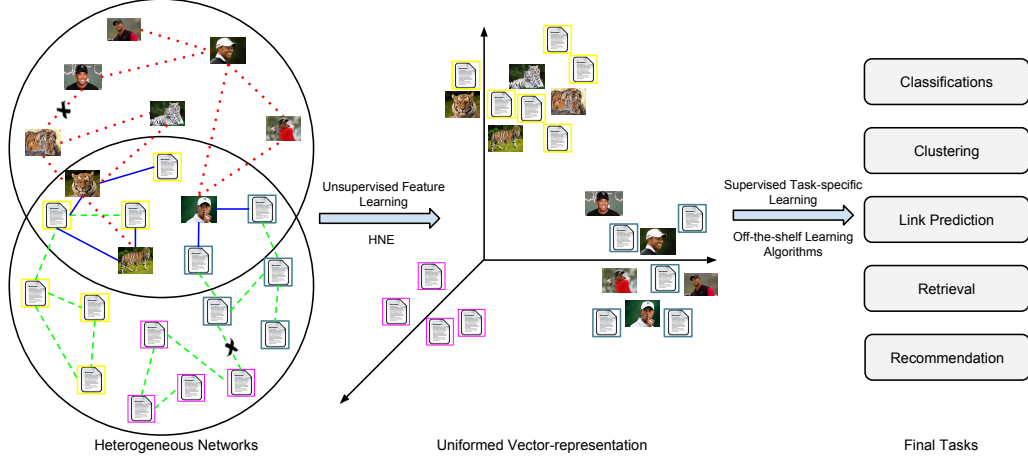 Unsupervised Feature
Learning
HNE
Supervised Task-specific
Learning
Off-the-shelf Learning
Algorithms
Classifications
Clustering
Link Prediction
Retrieval
Recommendation
Heterogeneous Networks
Uniformed Vector-representation
Final Tasks